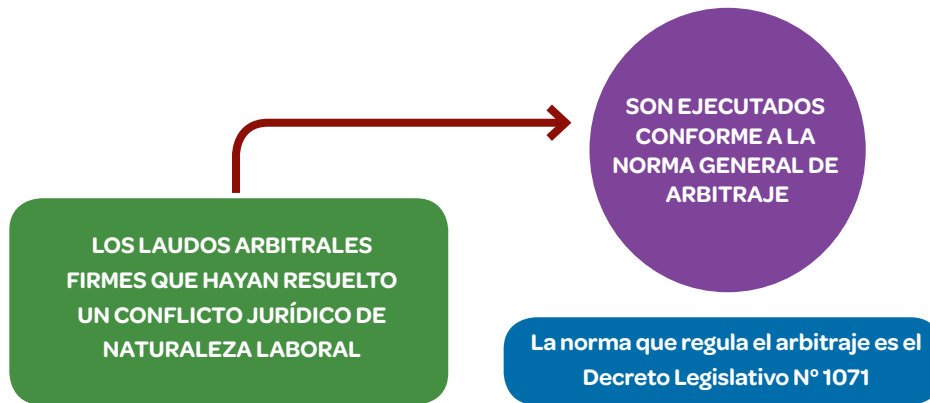 LOS LAUDOS ARBITRALES
FIRMES QUE HAYAN RESUELTO
UN CONFLICTO JURÍDICO DE
NATURALEZA LABORAL
SON EJECUTADOS
CONFORME A LA
NORMA GENERAL DE
ARBITRAJE
La norma que regula el arbitraje es el
Decreto Legislativo N° 1071